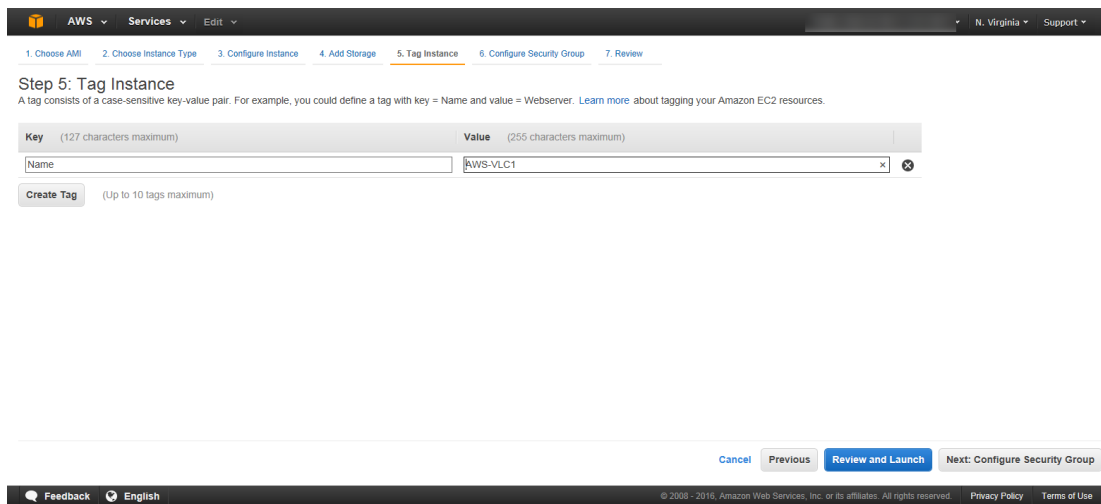 AWS Services Edit N. Virginia Support
1. Choose AMI 2. Choose Instance Type 3. Configure Instance 4. Add Storage 5. Tag Instance 6. Configure Security Group 7. Review
Step 5: Tag Instance
A tag consists of a case-sensitive key-value pair. For example, you could define a tag with key = Name and value = Webserver. Learn more about tagging your Amazon EC2 resources.
Key (127 characters maximum) Value (255 characters maximum)
Name AWS-VLC1
Create Tag (Up to 10 tags maximum)
Cancel Previous Review and Launch Next: Configure Security Group
Feedback English © 2008 - 2016, Amazon Web Services, Inc. or its affiliates. All rights reserved. Privacy Policy Terms of Use